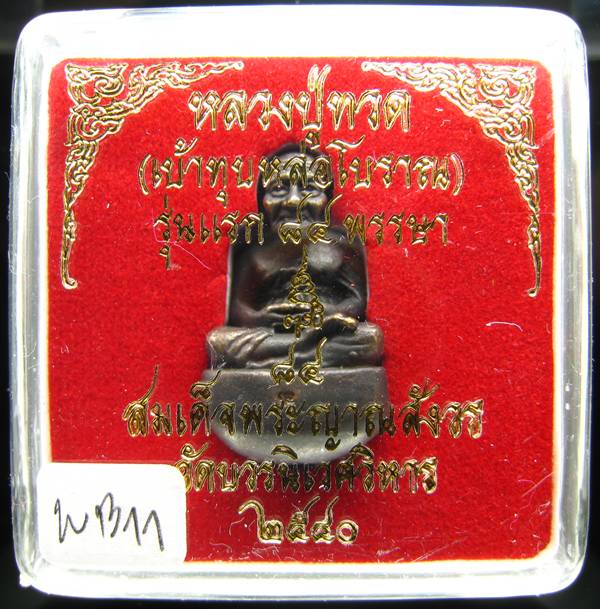 หลวงปู่ทวด
(เบ้าทุบหล่อโบราณ)
รุ่นแรก ๘๔ พรรษา
๘๔
สมเด็จพระญาณสังวร
วัดบวรนิเวศวิหาร
๒๕๔๐